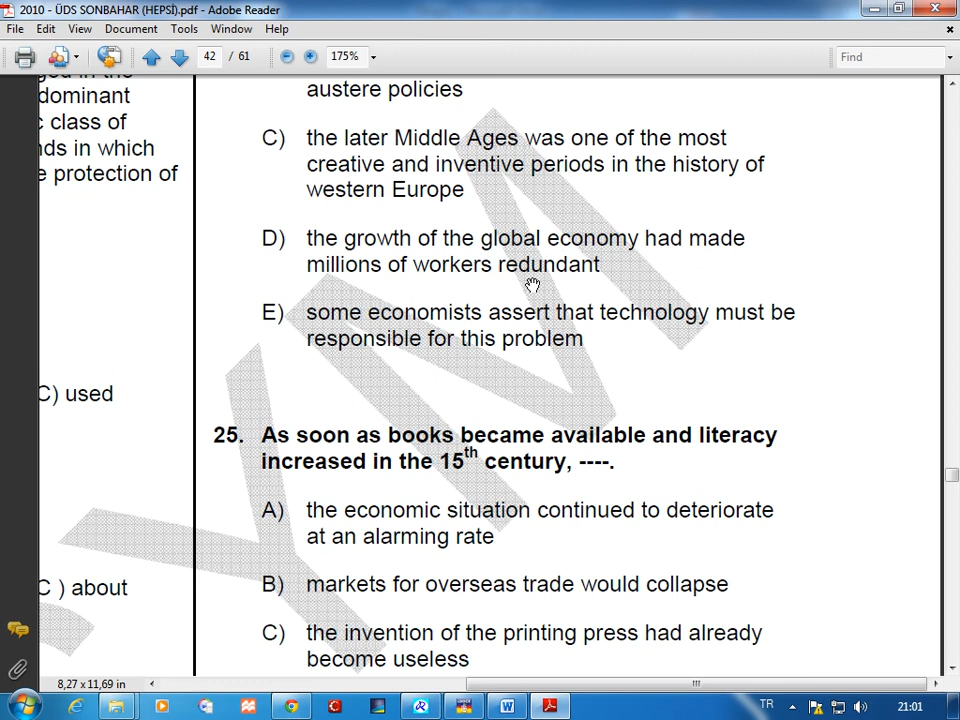 2010 - ÜDS SONBAHAR (HEPSİ).pdf - Adobe Reader
File Edit View Document Tools Window Help
42 / 61 175% Find
dominant
class of
in which
protection of
C) used
C ) about
austere policies
C) the later Middle Ages was one of the most
creative and inventive periods in the history of
western Europe
D) the growth of the global economy had made
millions of workers redundant
E) some economists assert that technology must be
responsible for this problem
25. As soon as books became available and literacy
increased in the 15th century, ----.
A) the economic situation continued to deteriorate
at an alarming rate
B) markets for overseas trade would collapse
C) the invention of the printing press had already
become useless
8,27 x 11,69 in
TR 21:01